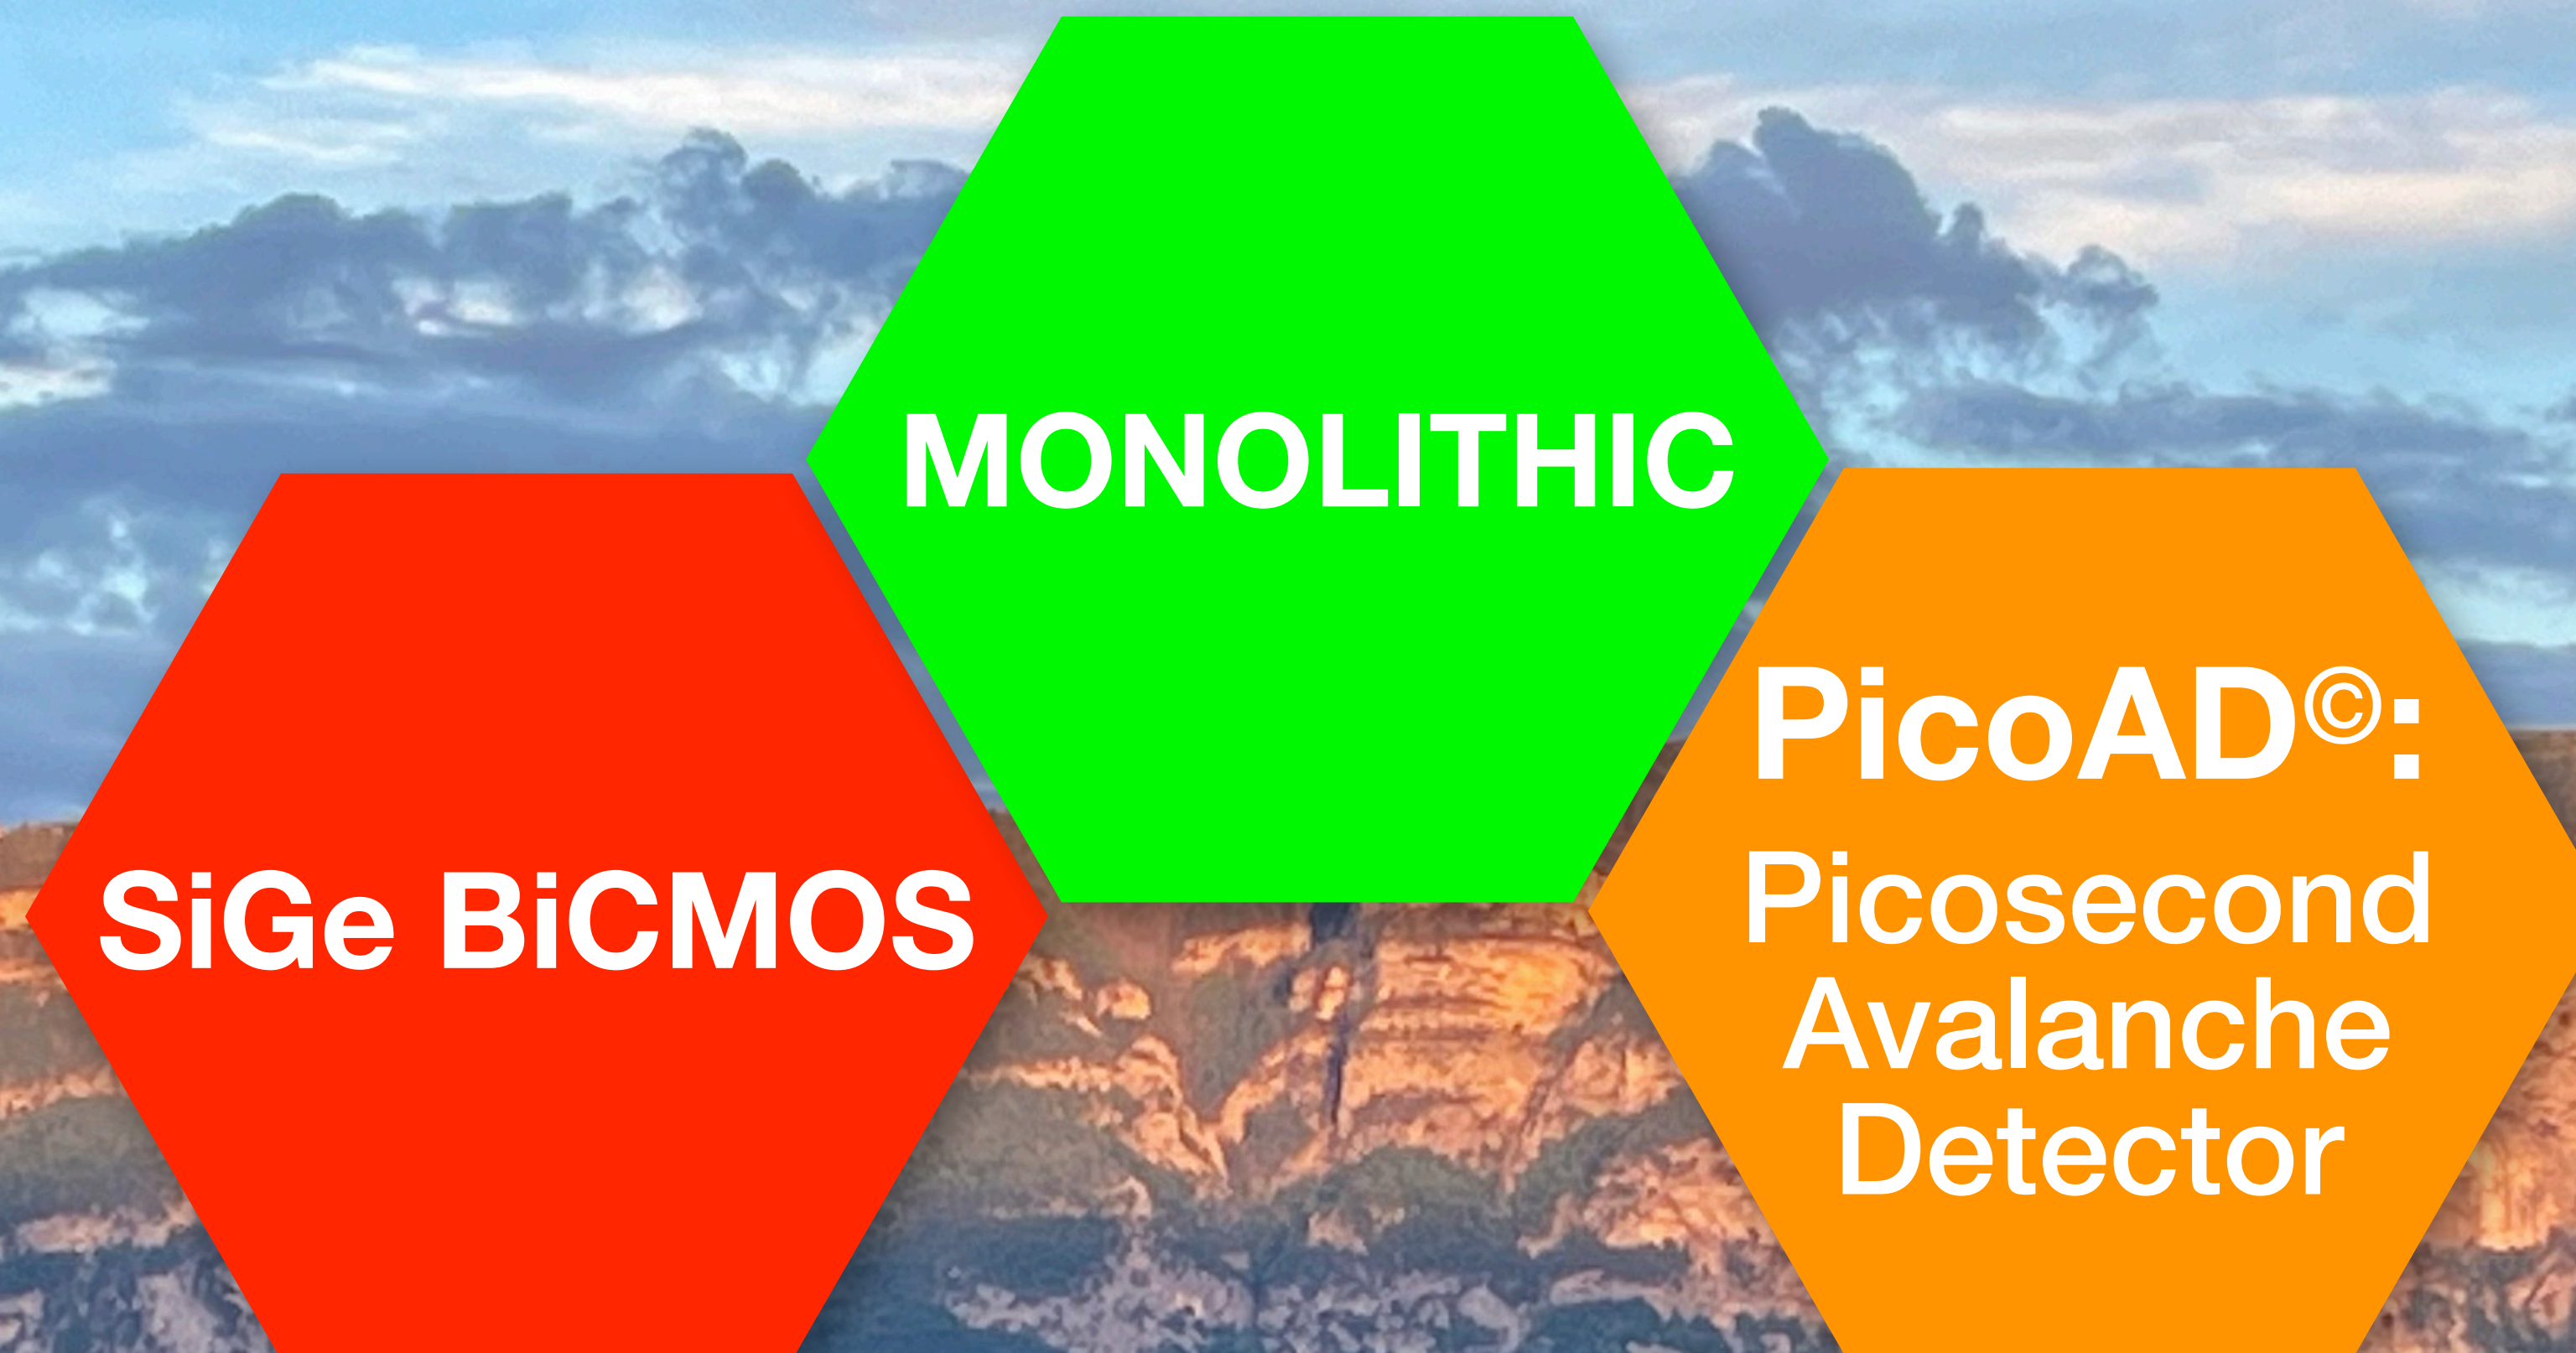 MONOLITHIC
SiGe BiCMOS
PicoAD©:
Picosecond
Avalanche
Detector